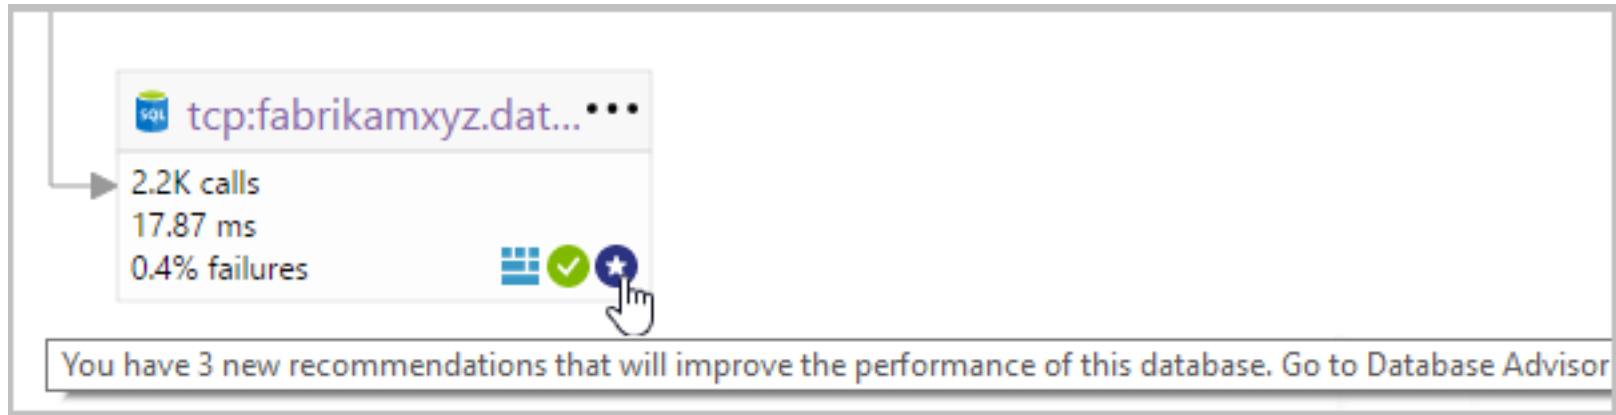 SQL tcp:fabrikamxyz.dat...
2.2K calls
17.87 ms
0.4% failures
You have 3 new recommendations that will improve the performance of this database. Go to Database Advisor